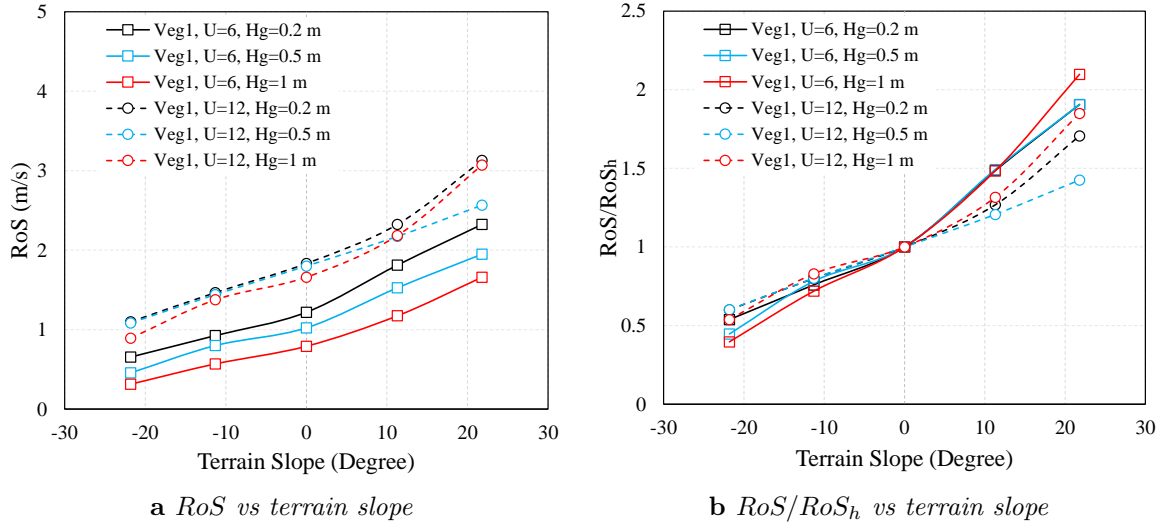 5
4
3
2
1
0
RoS (m/s)
Veg1, U=6, Hg=0.2 m
Veg1, U=6, Hg=0.5 m
Veg1, U=6, Hg=1 m
Veg1, U=12, Hg=0.2 m
Veg1, U=12, Hg=0.5 m
Veg1, U=12, Hg=1 m
-30 -20 -10 0 10 20 30
Terrain Slope (Degree)
a RoS vs terrain slope
2.5
2
1.5
1
0.5
0
RoS/RoSh
Veg1, U=6, Hg=0.2 m
Veg1, U=6, Hg=0.5 m
Veg1, U=6, Hg=1 m
Veg1, U=12, Hg=0.2 m
Veg1, U=12, Hg=0.5 m
Veg1, U=12, Hg=1 m
-30 -20 -10 0 10 20 30
Terrain Slope (Degree)
b RoS/RoSh vs terrain slope